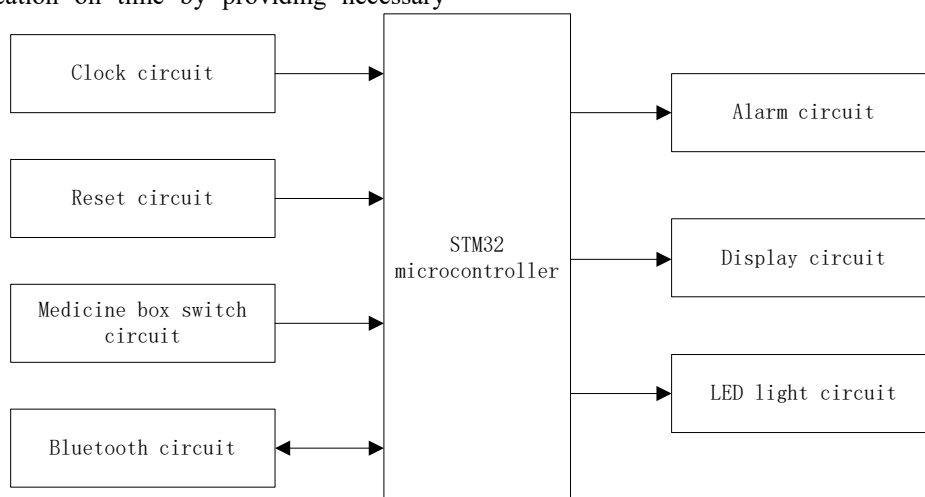 cation on time by providing necessary
Clock circuit
Reset circuit
Medicine box switch
circuit
Bluetooth circuit
STM32
microcontroller
Alarm circuit
Display circuit
LED light circuit